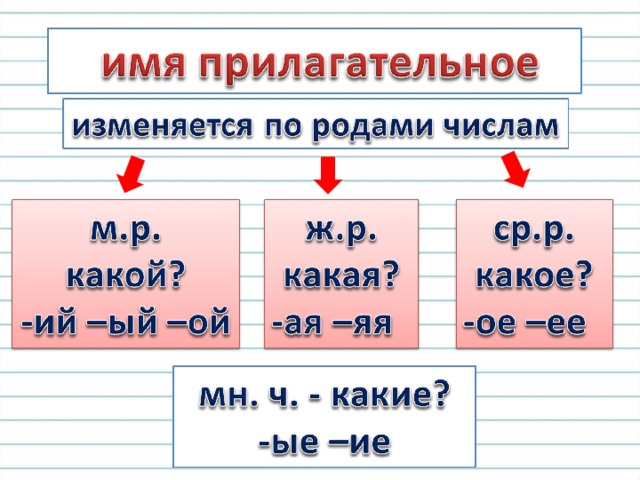 имя прилагательное
изменяется по родами числам
м.р.
какой?
-ий –ый –ой
ж.р.
какая?
-ая –яя
ср.р.
какое?
-ое –ее
мн. ч. - какие?
-ые –ие